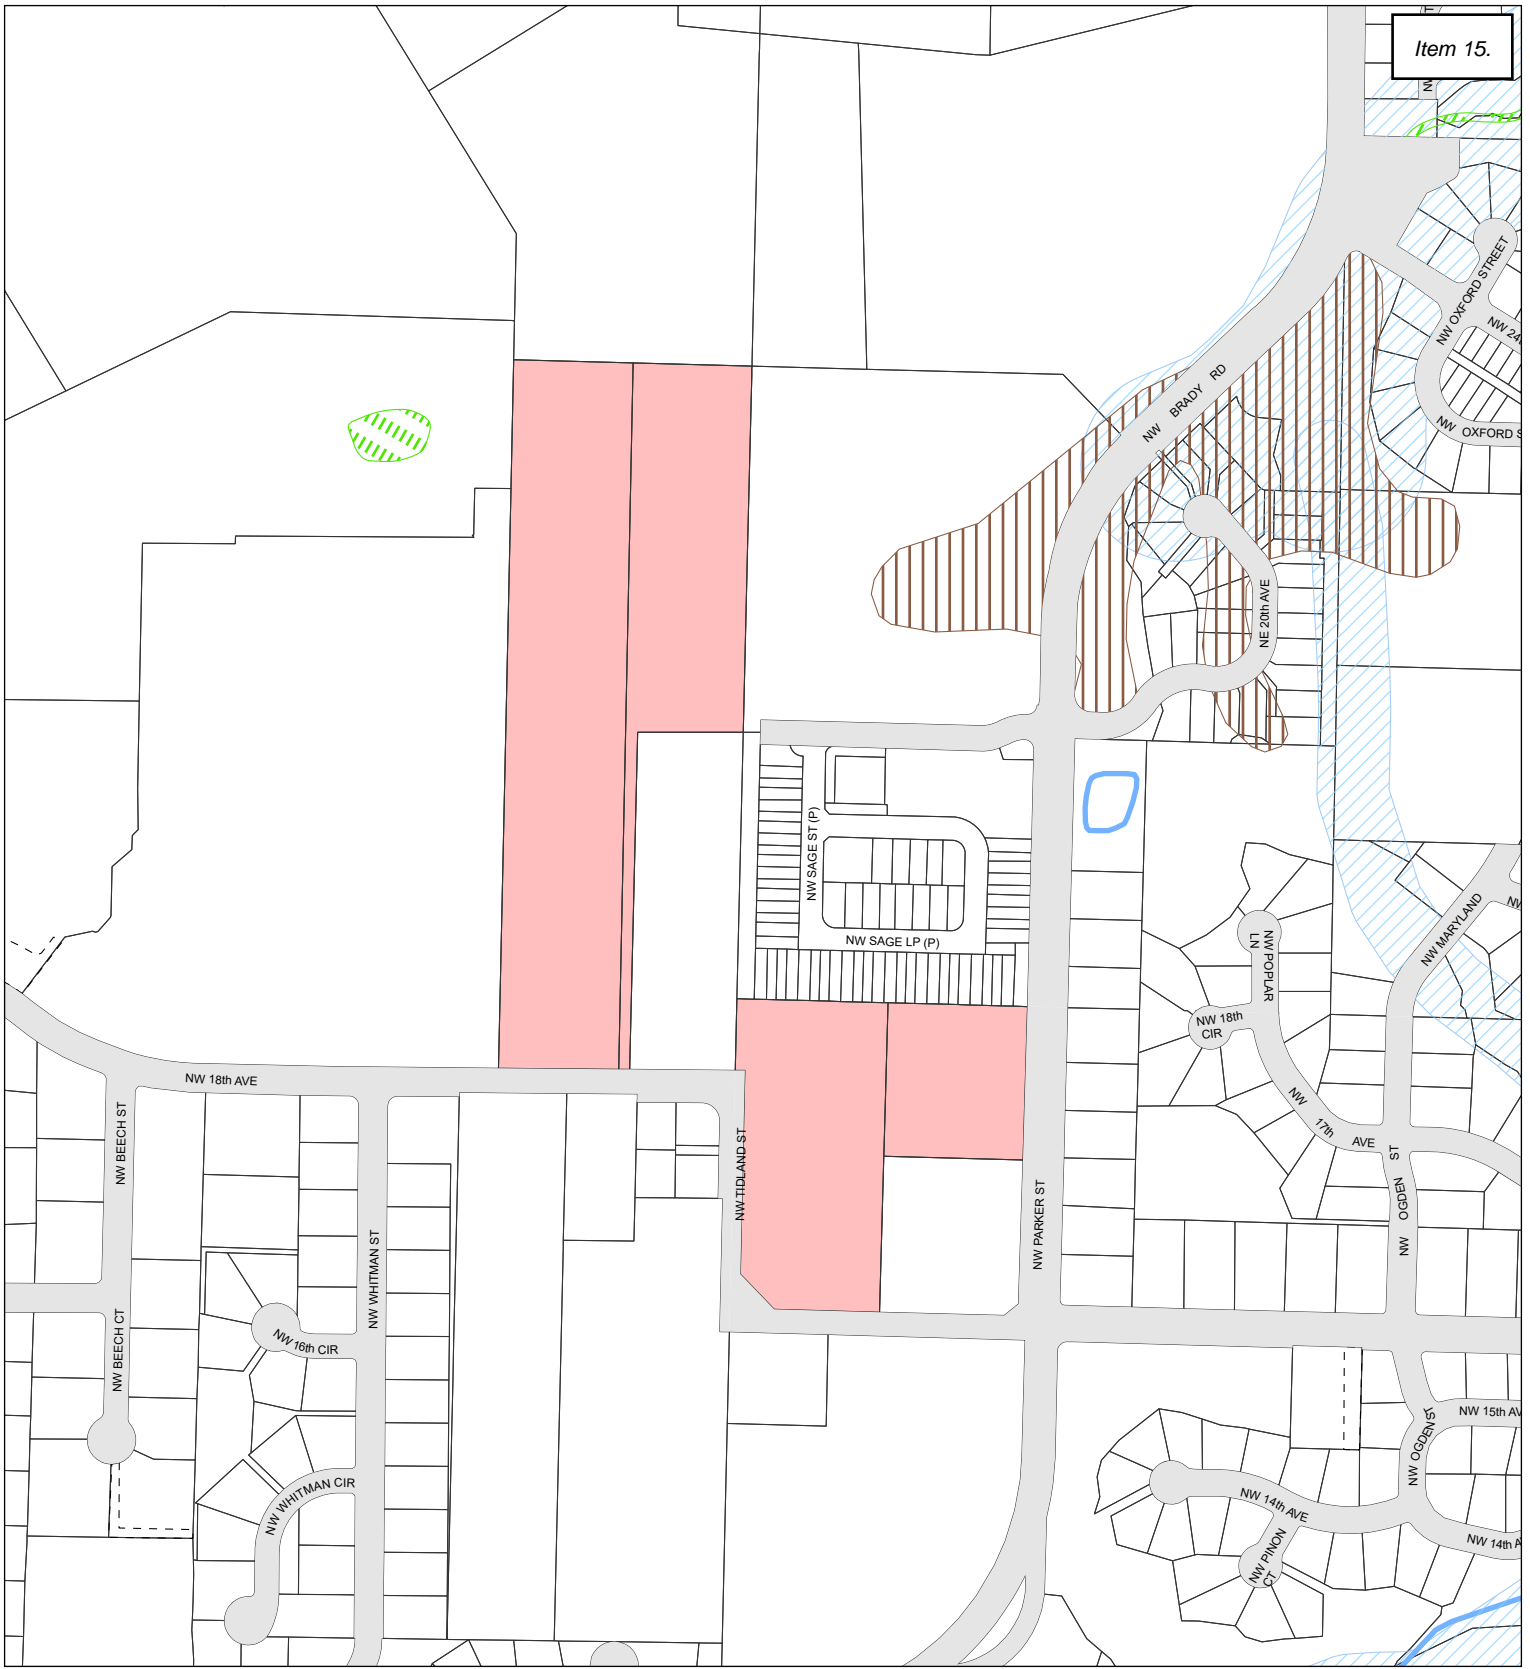 Item 15.
NW OXFORD STREET
NW BRADY RD
NW OXFORD S
NE 20th AVE
NW SAGE ST (P)
NW SAGE LP (P)
NW MARYLAND
NW POPLAR
LN
NW 18th
CIR
NW 18th AVE
NW 17th AVE
NW BEECH ST
NW TIDLAND ST
NW PARKER ST
NW OGDEN ST
NW WHITMAN ST
NW BEECH CT
NW 16th CIR
NW WHITMAN CIR
NW 15th AV
NW OGDEN ST
NW 14th AVE
NW 14th A
NW PINON
CT